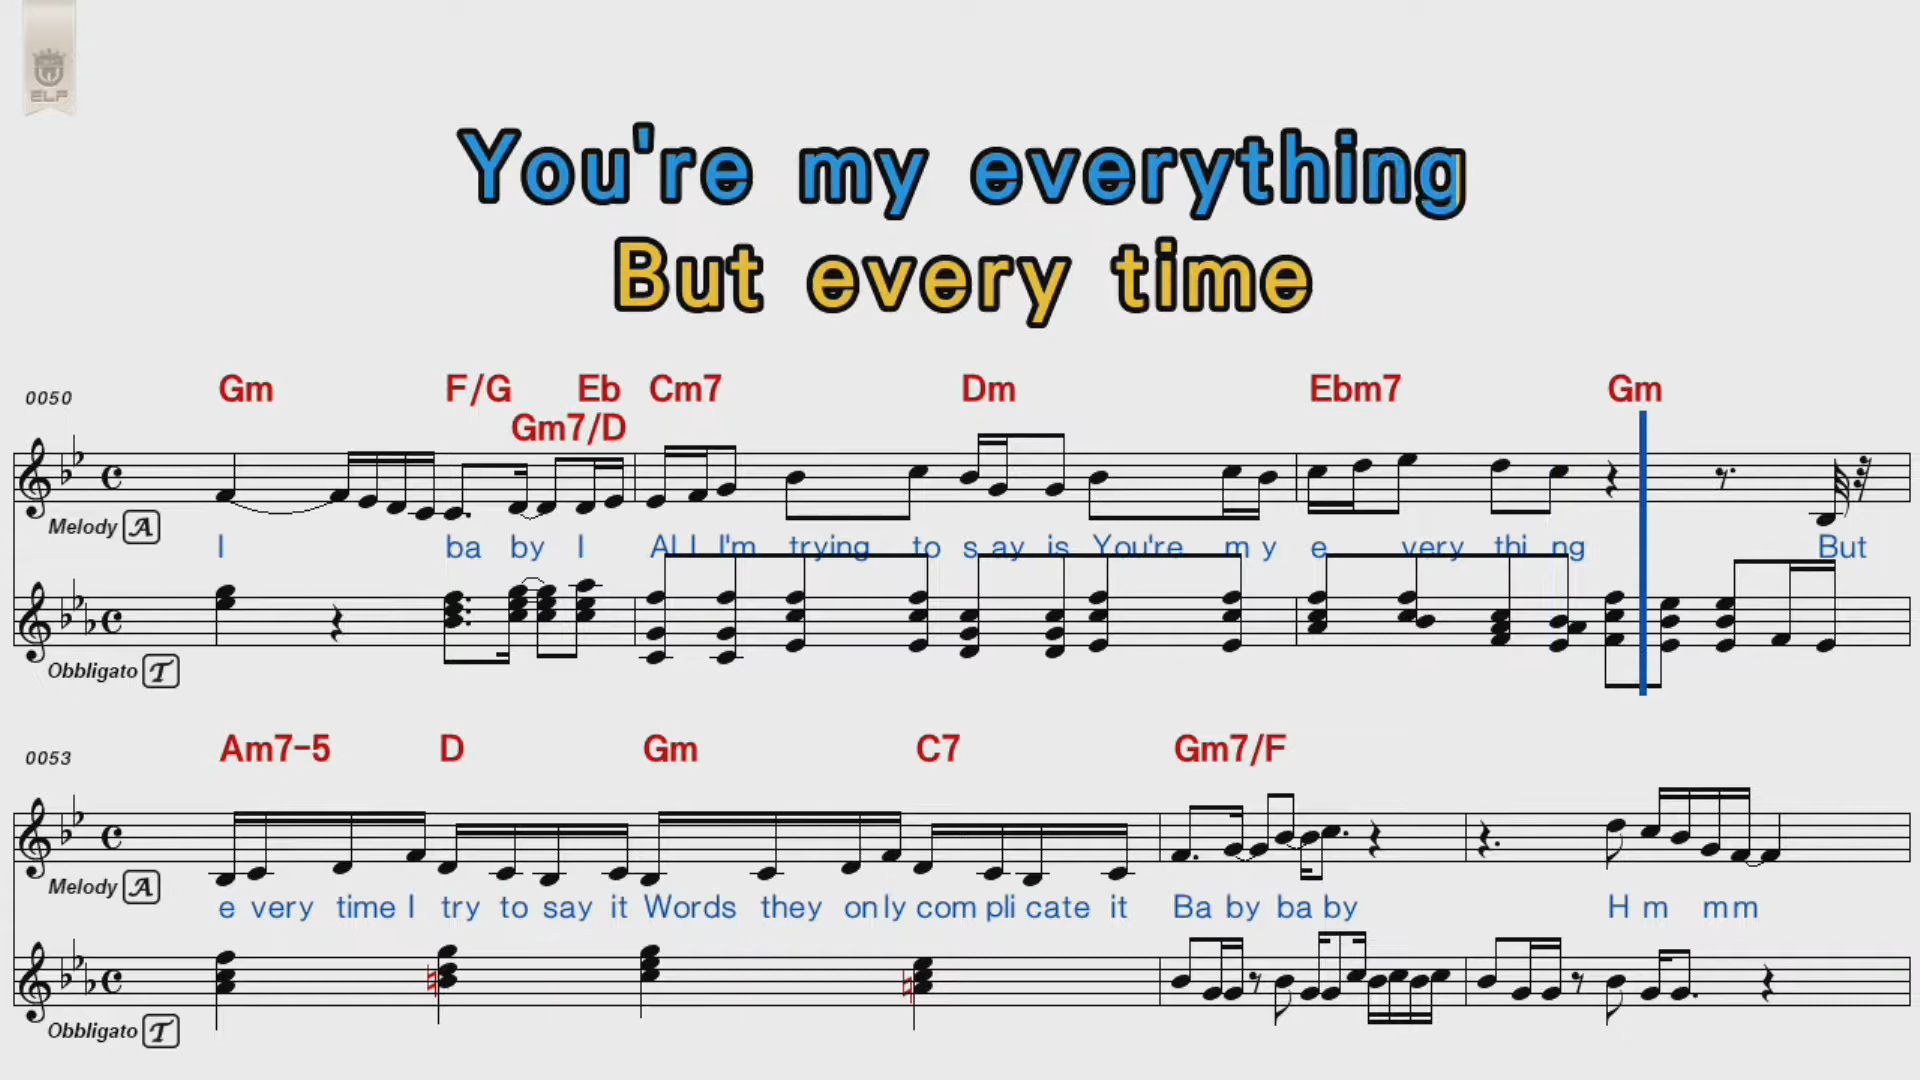 ELF
You're my everything
But every time
0050 Gm F/G Eb Cm7 Dm Ebm7 Gm
Gm7/D
Melody A
I ba by I All I'm trying to say is You're my e very thi ng But
Obbligato T
0053 Am7-5 D Gm C7 Gm7/F
Melody A
e very time I try to say it Words they only com pli cate it Ba by ba by H m mm
Obbligato T